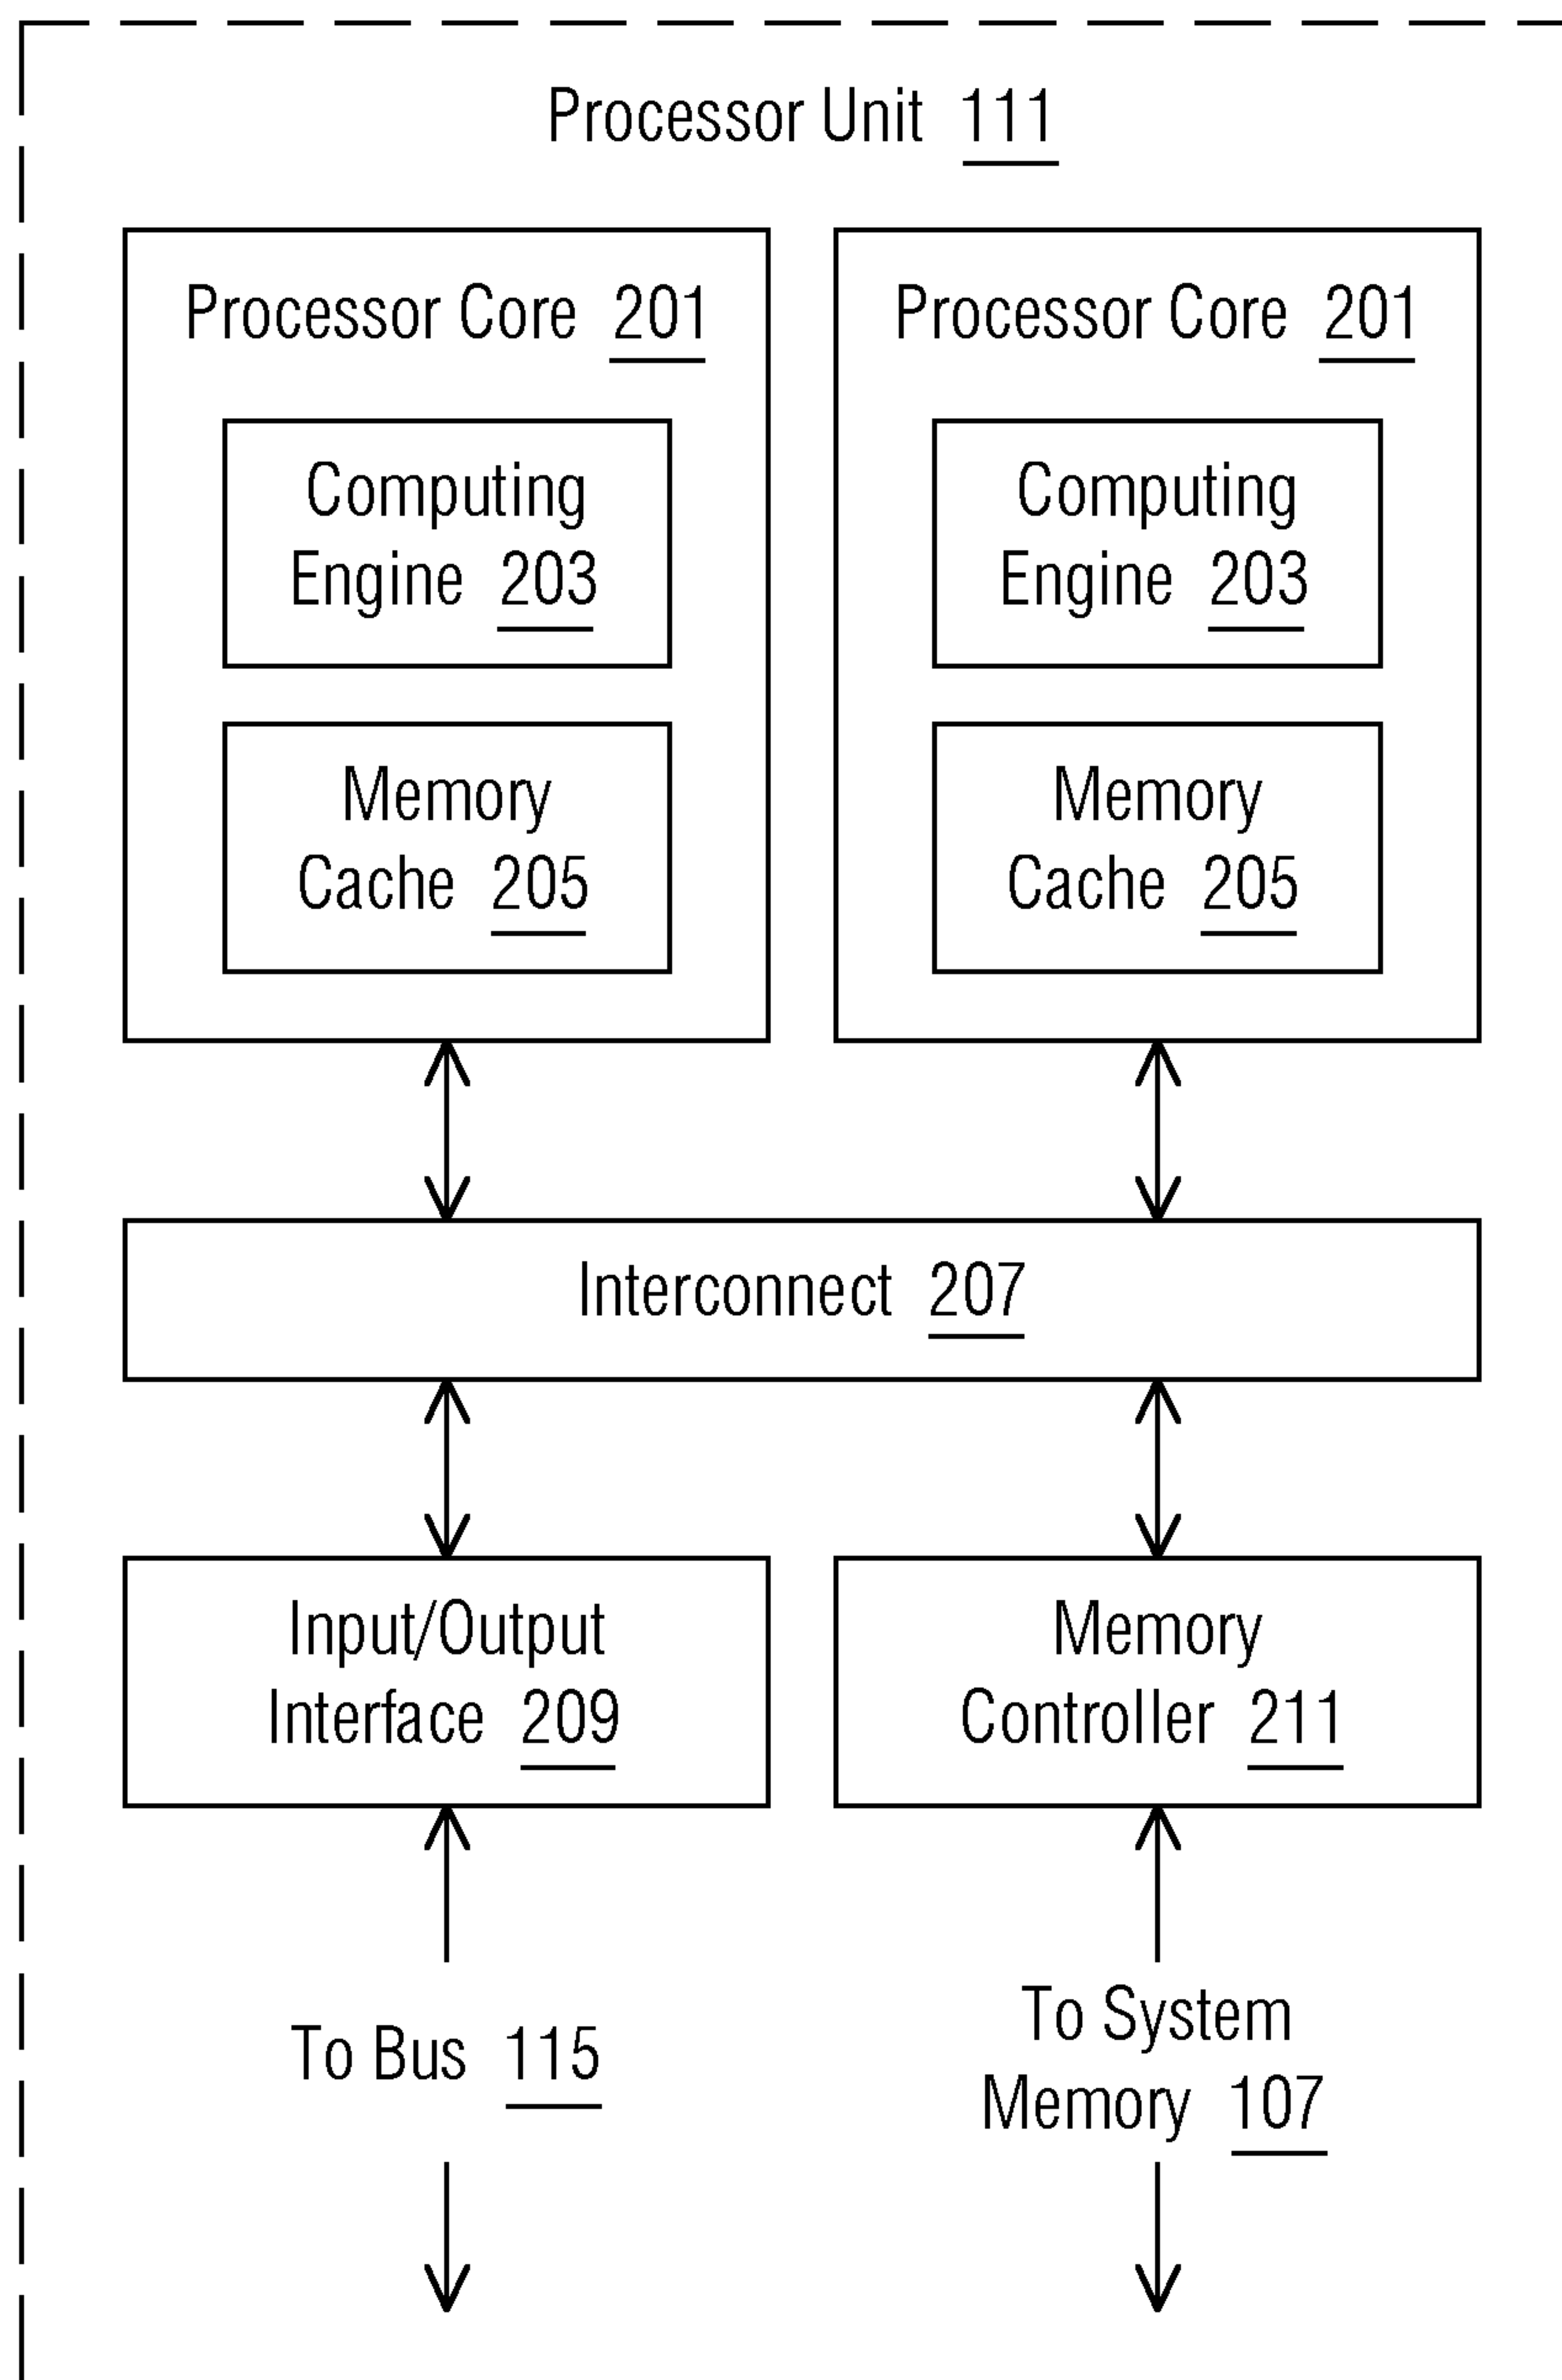 Processor Unit 111
Processor Core 201
Computing
Engine 203
Memory
Cache 205
Processor Core 201
Computing
Engine 203
Memory
Cache 205
Interconnect 207
Input/Output
Interface 209
Memory
Controller 211
To Bus 115
To System
Memory 107